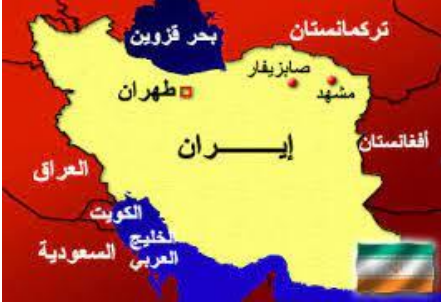 بحر قزوين
تركمانستان
صابزيفار
مشهد
طهران
أفغانستان
إيـــــران
العراق
الكويت
الخليج
العربي
السعودية